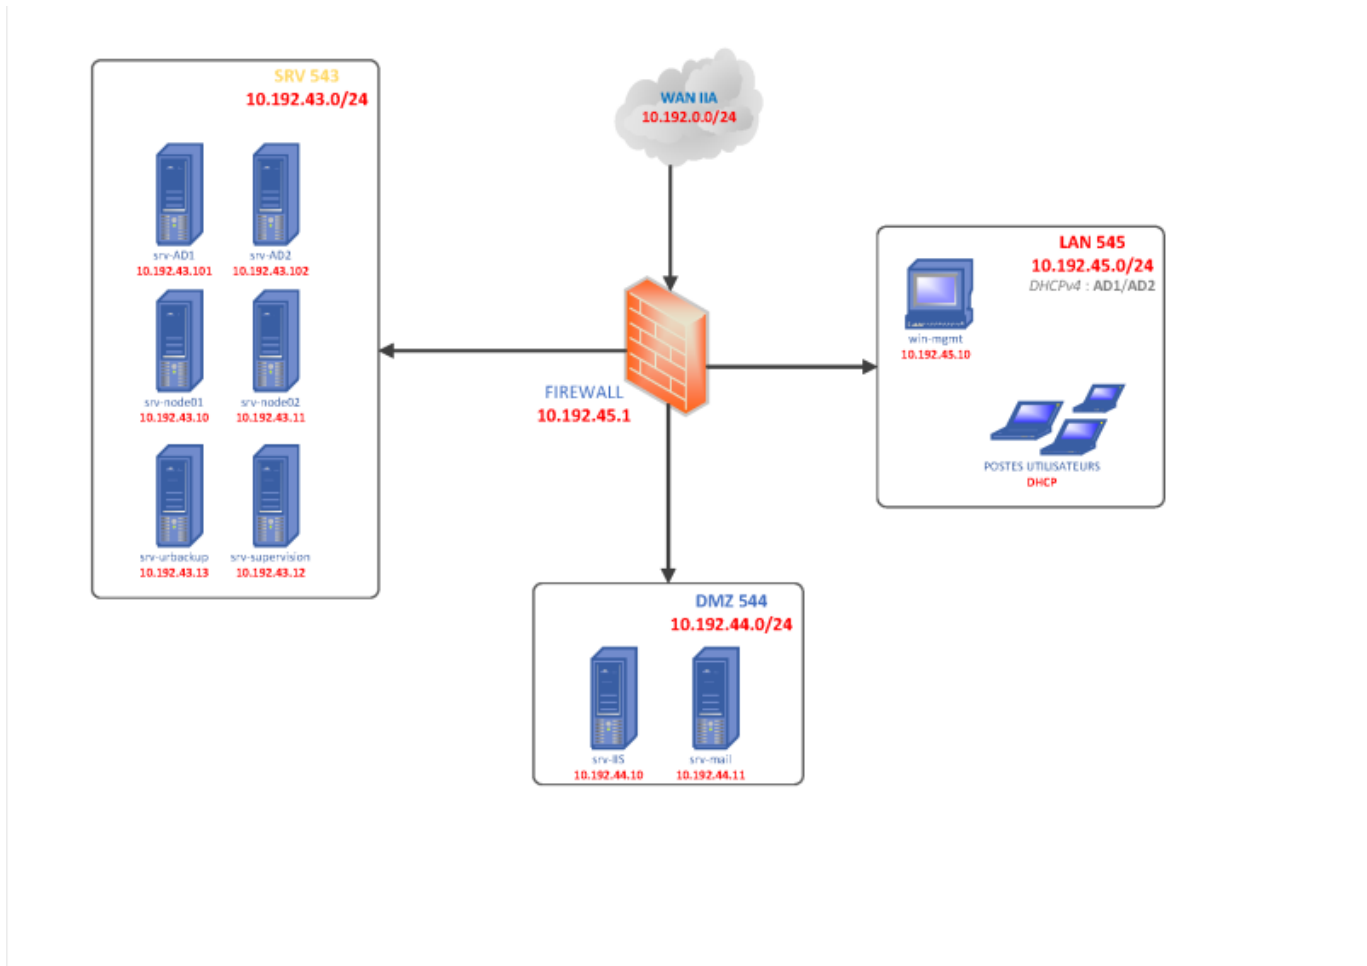 SRV 543
10.192.43.0/24
srv-AD1
10.192.43.101
srv-AD2
10.192.43.102
srv-node01
10.192.43.10
srv-node02
10.192.43.11
srv-urbackup
10.192.43.13
srv-supervision
10.192.43.12
WAN IIA
10.192.0.0/24
FIREWALL
10.192.45.1
LAN 545
10.192.45.0/24
DHCPv4 : AD1/AD2
win-mgmt
10.192.45.10
POSTES UTILISATEURS
DHCP
DMZ 544
10.192.44.0/24
srv-IIS
10.192.44.10
srv-mail
10.192.44.11